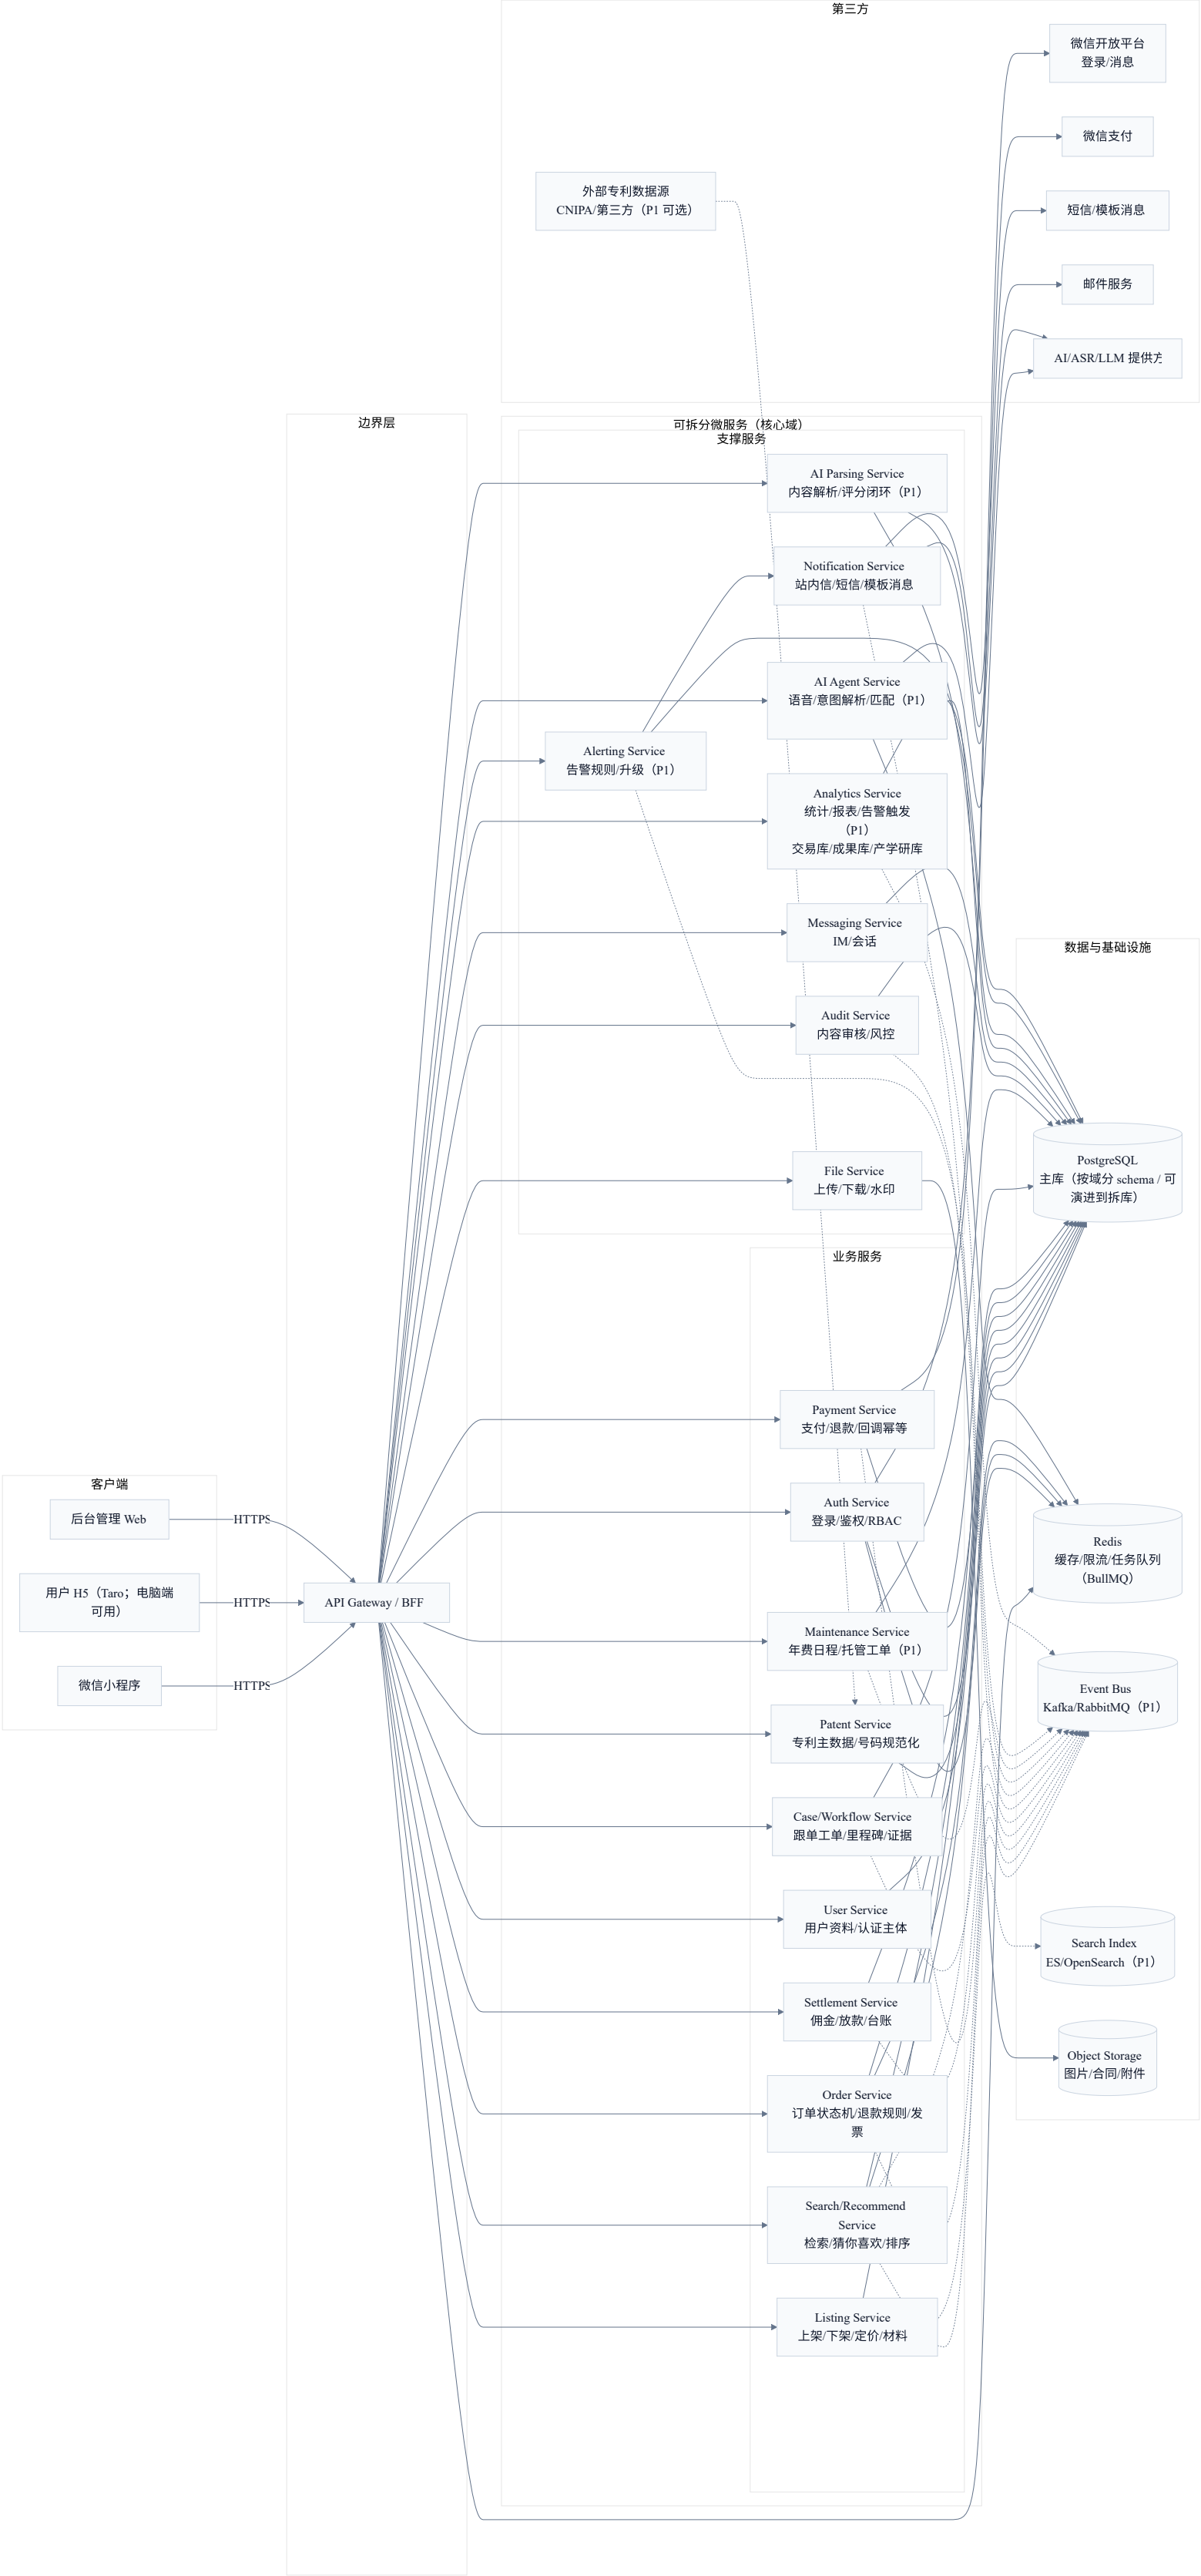 第三方
微信开放平台
登录/消息
微信支付
外部专利数据源
CNIPA/第三方（P1 可选）
短信/模板消息
邮件服务
AI/ASR/LLM 提供方
边界层
可拆分微服务（核心域）
支撑服务
AI Parsing Service
内容解析/评分闭环（P1）
Notification Service
站内信/短信/模板消息
AI Agent Service
语音/意图解析/匹配（P1）
Alerting Service
告警规则/升级（P1）
Analytics Service
统计/报表/告警触发
（P1）
交易库/成果库/产学研库
Messaging Service
IM/会话
Audit Service
内容审核/风控
File Service
上传/下载/水印
数据与基础设施
PostgreSQL
主库（按域分 schema / 可
演进到拆库）
业务服务
Payment Service
支付/退款/回调幂等
Auth Service
登录/鉴权/RBAC
Redis
缓存/限流/任务队列
（BullMQ）
客户端
后台管理 Web
HTTPS
用户 H5（Taro；电脑端
可用）
HTTPS
API Gateway / BFF
微信小程序
HTTPS
Maintenance Service
年费日程/托管工单（P1）
Event Bus
Kafka/RabbitMQ（P1）
Patent Service
专利主数据/号码规范化
Case/Workflow Service
跟单工单/里程碑/证据
User Service
用户资料/认证主体
Search Index
ES/OpenSearch（P1）
Settlement Service
佣金/放款/台账
Object Storage
图片/合同/附件
Order Service
订单状态机/退款规则/发
票
Search/Recommend
Service
检索/猜你喜欢/排序
Listing Service
上架/下架/定价/材料